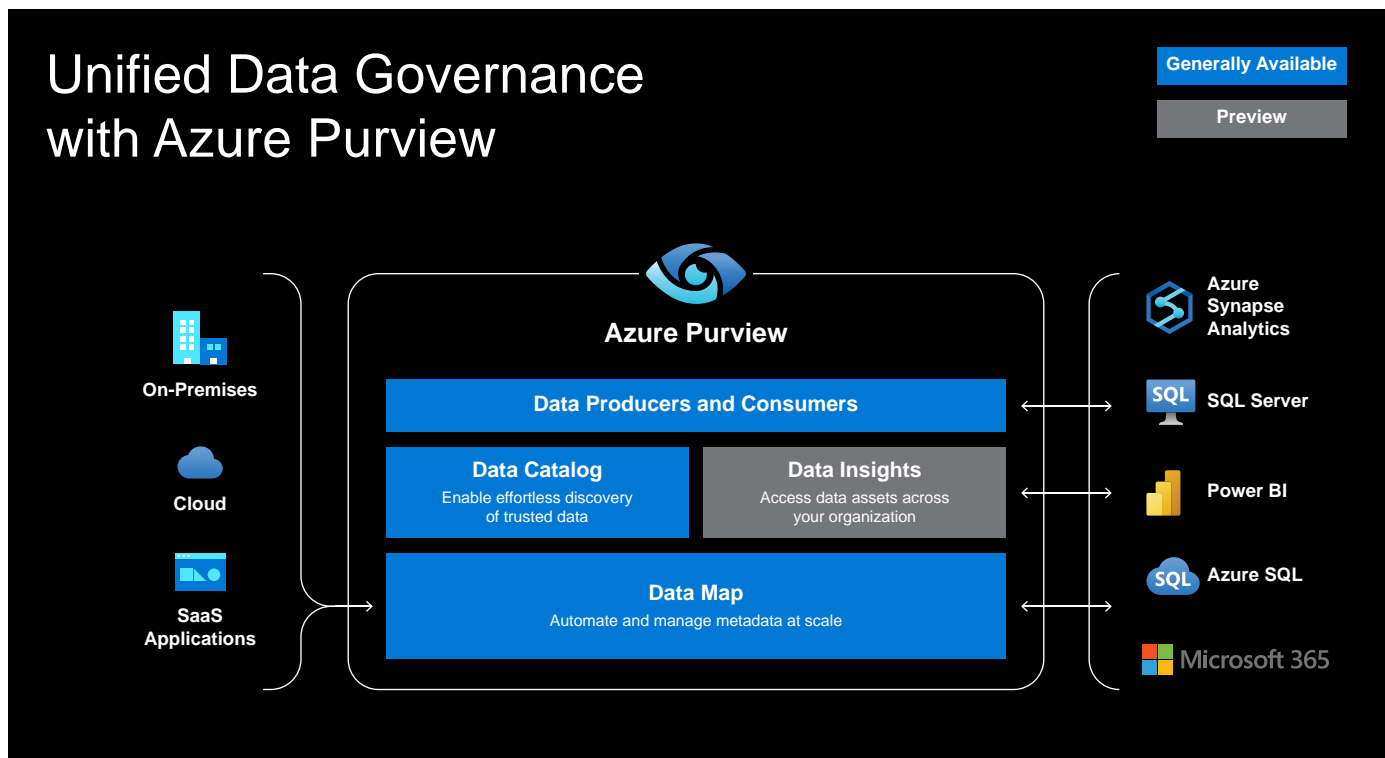 Unified Data Governance
with Azure Purview
Generally Available
Preview
On-Premises
Cloud
SaaS
Applications
Azure Purview
Data Producers and Consumers
Data Catalog
Enable effortless discovery
of trusted data
Data Insights
Access data assets across
your organization
Data Map
Automate and manage metadata at scale
Azure
Synapse
Analytics
SQL
SQL Server
Power BI
SQL
Azure SQL
Microsoft 365